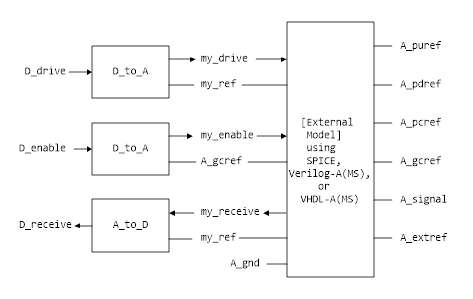 A_puref
my_drive
D_drive
D_to_A
my_ref
A_pdref
[External
Model]
using
SPICE,
Verilog-A(MS),
or
VHDL-A(MS)
A_pcref
my_enable
D_enable
D_to_A
A_gcref
A_gcref
A_signal
my_receive
D_receive
A_to_D
my_ref
A_extref
A_gnd